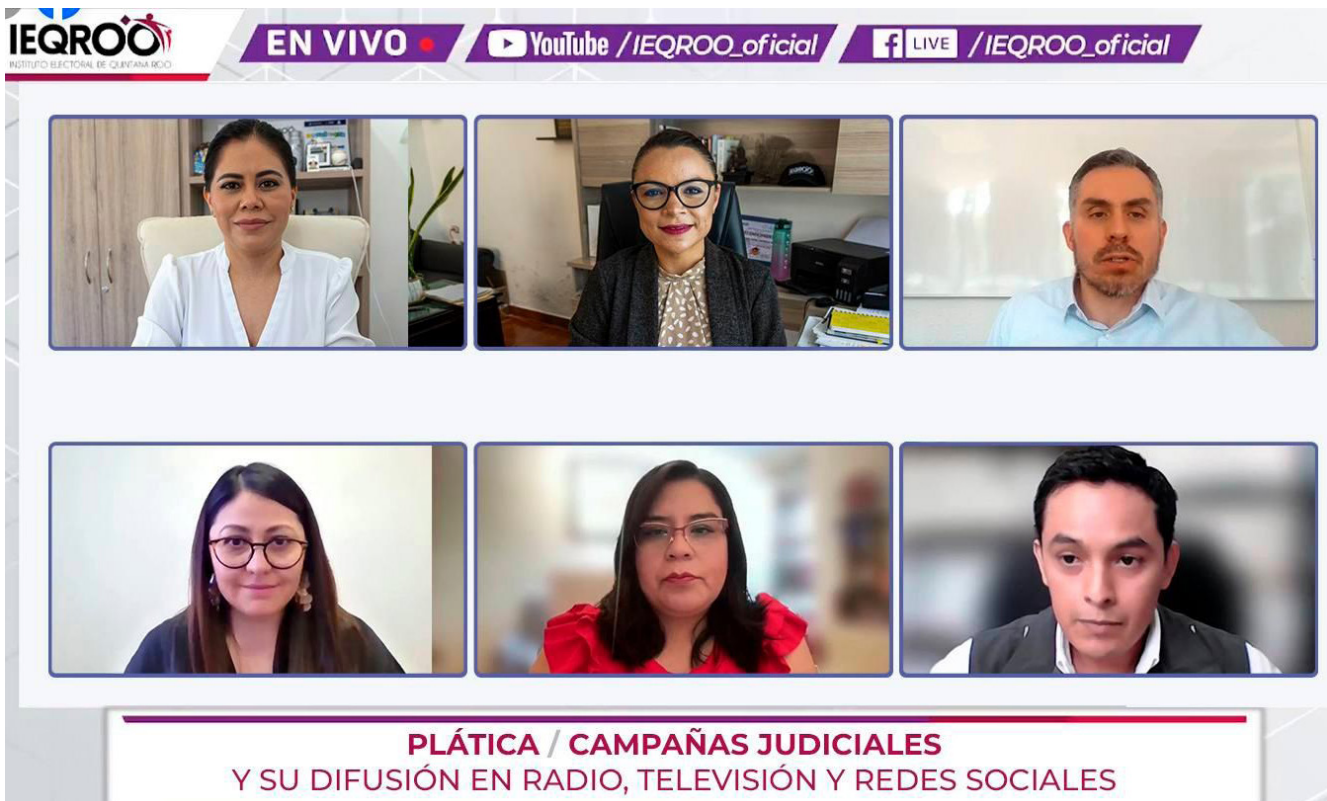 IEQROO
INSTITUTO ELECTORAL DE QUINTANA ROO
EN VIVO
YouTube /IEQROO_oficial
f LIVE /IEQROO_oficial
IEQROO
PLÁTICA / CAMPAÑAS JUDICIALES
Y SU DIFUSIÓN EN RADIO, TELEVISIÓN Y REDES SOCIALES